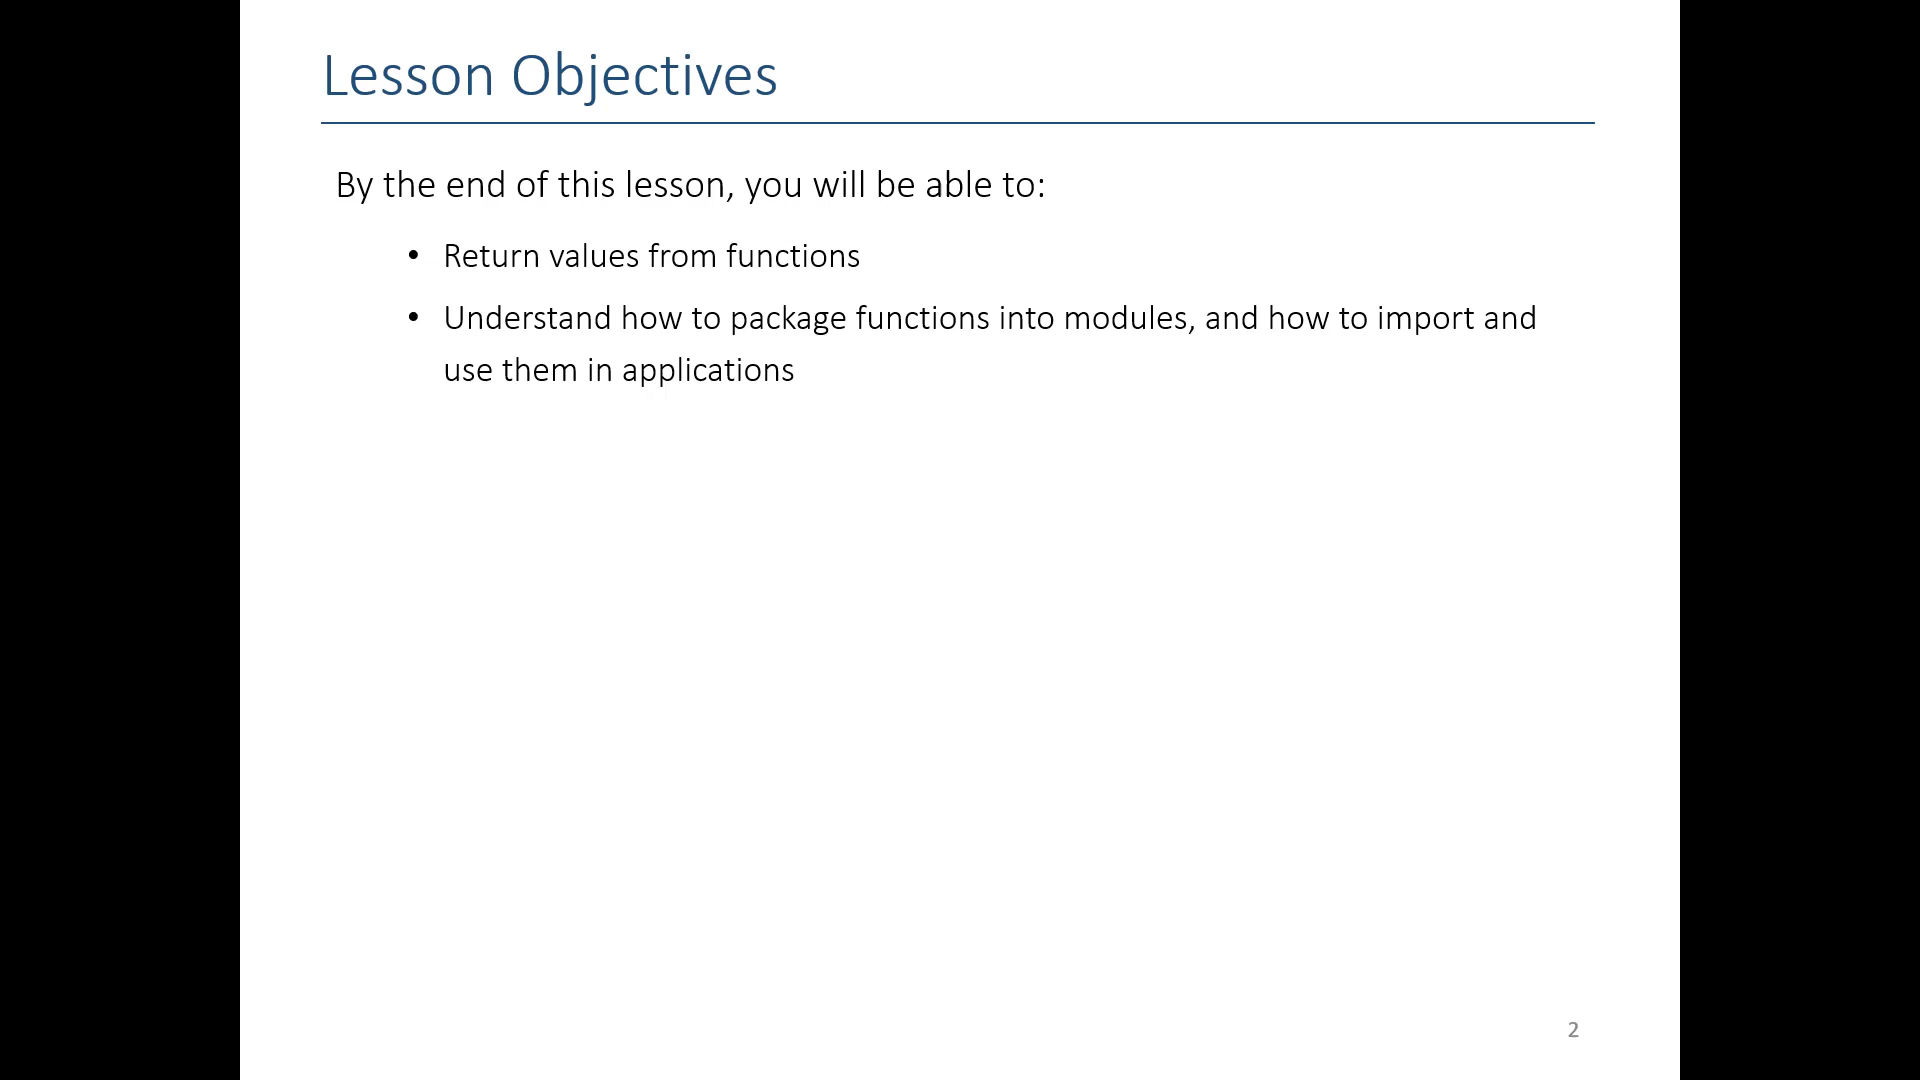 Lesson Objectives
By the end of this lesson, you will be able to:
• Return values from functions
• Understand how to package functions into modules, and how to import and
use them in applications
2